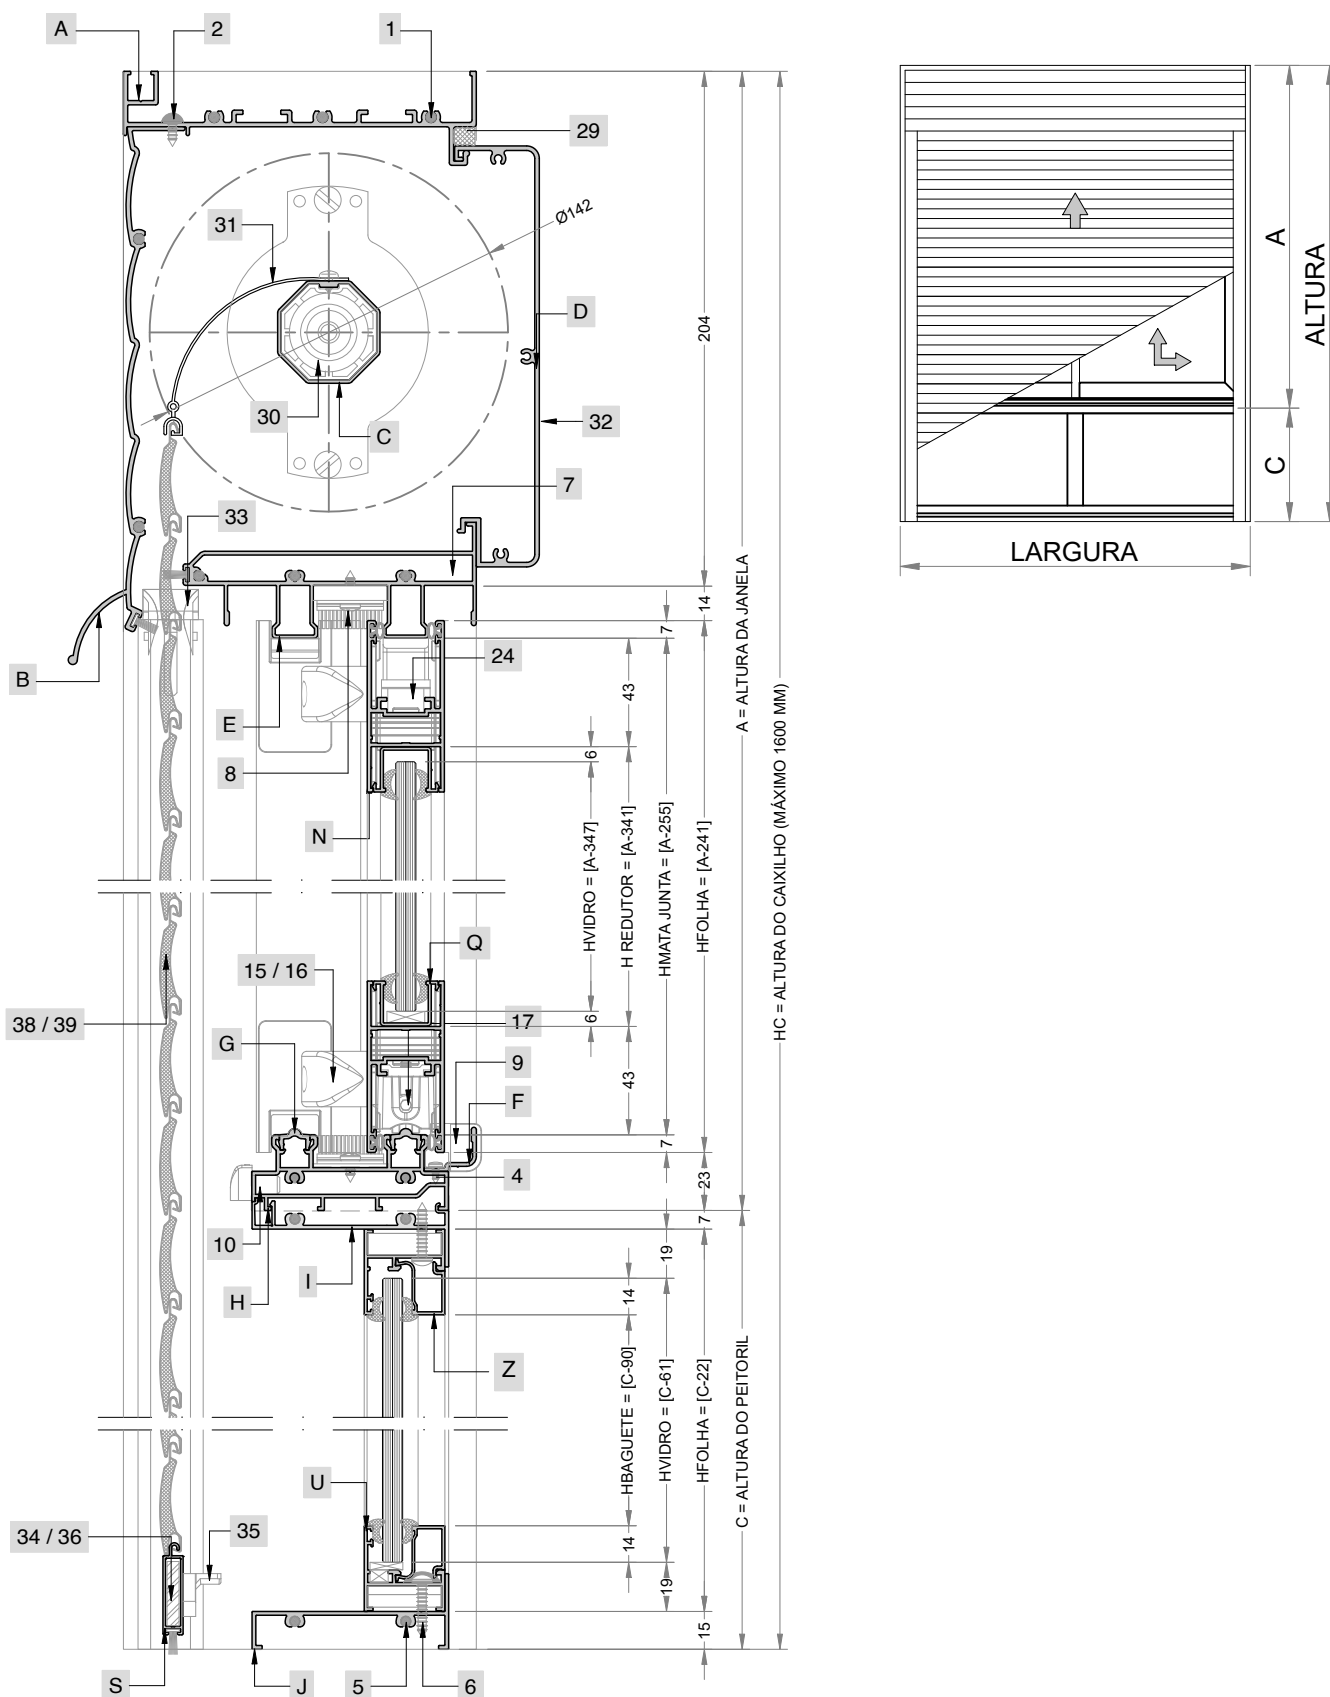 A
2
1
29
31
Ø142
D
204
30
C
32
7
33
B
14
7
24
E
43
8
6
N
A = ALTURA DA JANELA
HC = ALTURA DO CAIXILHO (MÁXIMO 1600 MM)
HVIDRO = [A-347]
H REDUTOR = [A-341]
HMATA JUNTA = [A-255]
HFOLHA = [A-241]
Q
15 / 16
38 / 39
17
6
G
9
43
F
7
4
23
10
7
I
19
H
14
Z
HBAGUETE = [C-90]
HVIDRO = [C-61]
HFOLHA = [C-22]
C = ALTURA DO PEITORIL
U
34 / 36
35
14
19
15
S
J
5
6
A
ALTURA
C
LARGURA